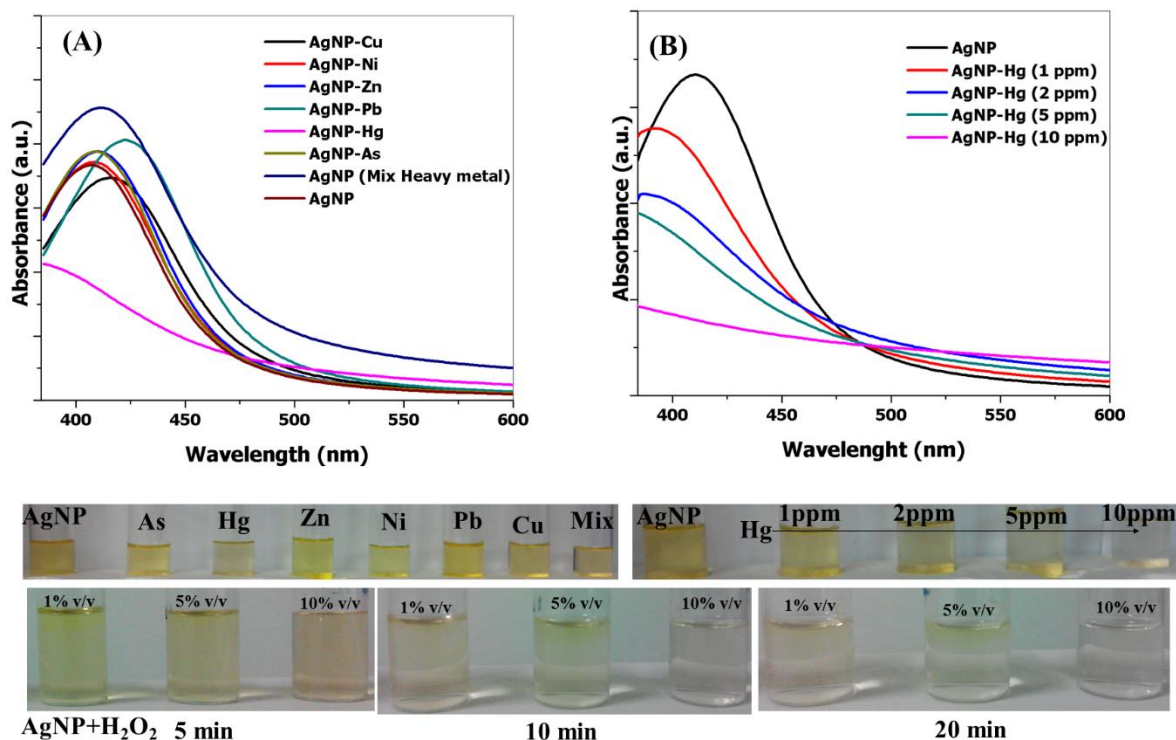 (A)
AgNP-Cu
AgNP-Ni
AgNP-Zn
AgNP-Pb
AgNP-Hg
AgNP-As
AgNP (Mix Heavy metal)
AgNP
Absorbance (a.u.)
400 450 500 550 600
Wavelength (nm)
(B)
AgNP
AgNP-Hg (1 ppm)
AgNP-Hg (2 ppm)
AgNP-Hg (5 ppm)
AgNP-Hg (10 ppm)
Absorbance (a.u.)
400 450 500 550 600
Wavelenght (nm)
AgNP As Hg Zn Ni Pb Cu Mix
AgNP Hg 1ppm 2ppm 5ppm 10ppm
1% v/v 5% v/v 10% v/v
1% v/v 5% v/v 10% v/v
1% v/v 5% v/v 10% v/v
AgNP+H₂O₂ 5 min 10 min 20 min